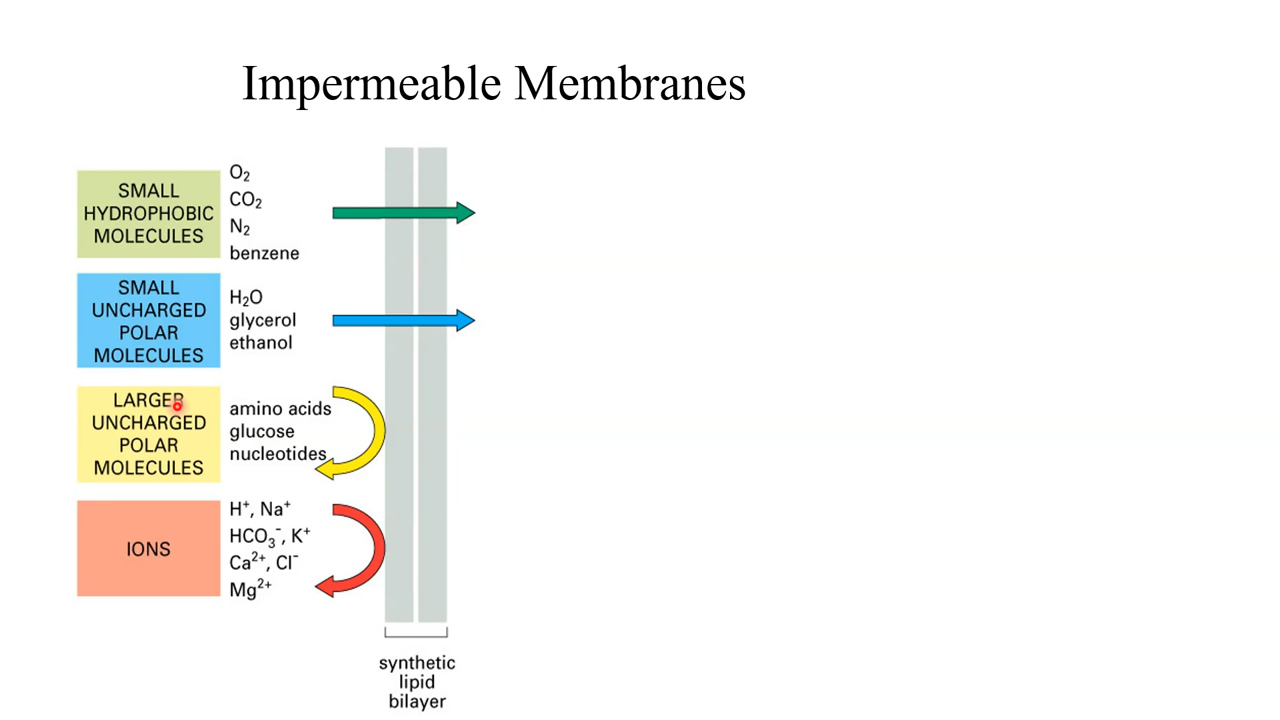 Impermeable Membranes
SMALL
HYDROPHOBIC
MOLECULES
O₂
CO₂
N₂
benzene
SMALL
UNCHARGED
POLAR
MOLECULES
H₂O
glycerol
ethanol
LARGER
UNCHARGED
POLAR
MOLECULES
amino acids
glucose
nucleotides
IONS
H⁺, Na⁺
HCO₃⁻, K⁺
Ca²⁺, Cl⁻
Mg²⁺
synthetic
lipid
bilayer